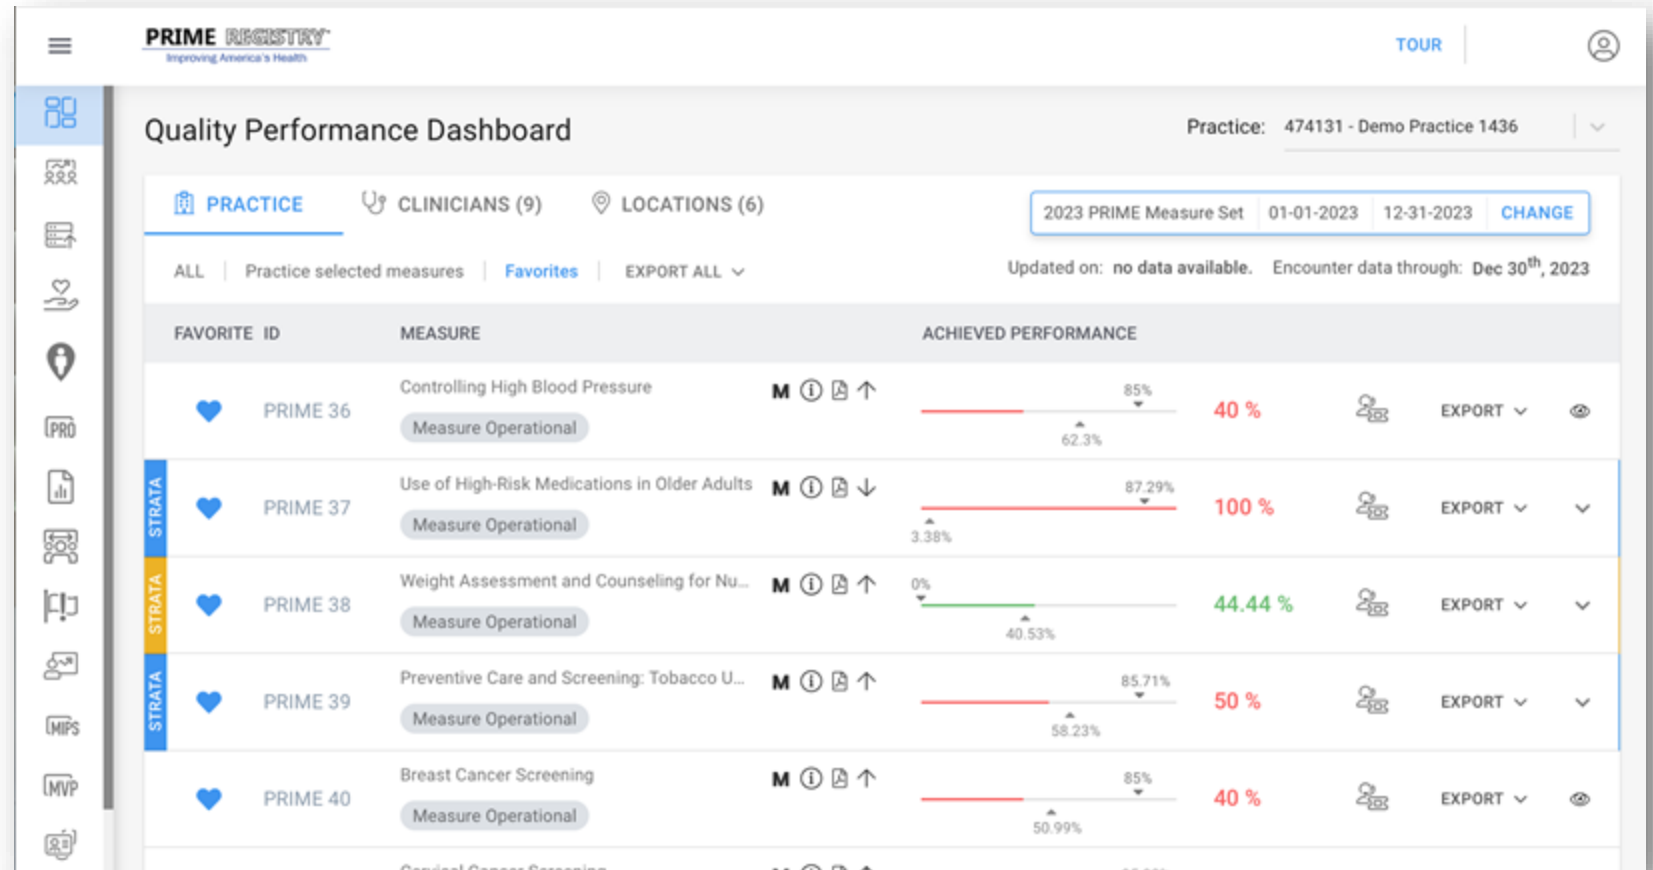 PRIME REGISTRY
Improving America's Health
TOUR
Quality Performance Dashboard
Practice: 474131 - Demo Practice 1436
PRACTICE CLINICIANS (9) LOCATIONS (6)
2023 PRIME Measure Set 01-01-2023 12-31-2023 CHANGE
ALL Practice selected measures Favorites EXPORT ALL
Updated on: no data available. Encounter data through: Dec 30th, 2023
FAVORITE ID MEASURE ACHIEVED PERFORMANCE
PRIME 36
Controlling High Blood Pressure
Measure Operational
M
85%
62.3%
40 %
EXPORT
STRATA
PRIME 37
Use of High-Risk Medications in Older Adults
Measure Operational
M
87.29%
3.38%
100 %
EXPORT
STRATA
PRIME 38
Weight Assessment and Counseling for Nu...
Measure Operational
M
0%
40.53%
44.44 %
EXPORT
STRATA
PRIME 39
Preventive Care and Screening: Tobacco U...
Measure Operational
M
85.71%
58.23%
50 %
EXPORT
PRIME 40
Breast Cancer Screening
Measure Operational
M
85%
50.99%
40 %
EXPORT
PRO
MIPS
MVP